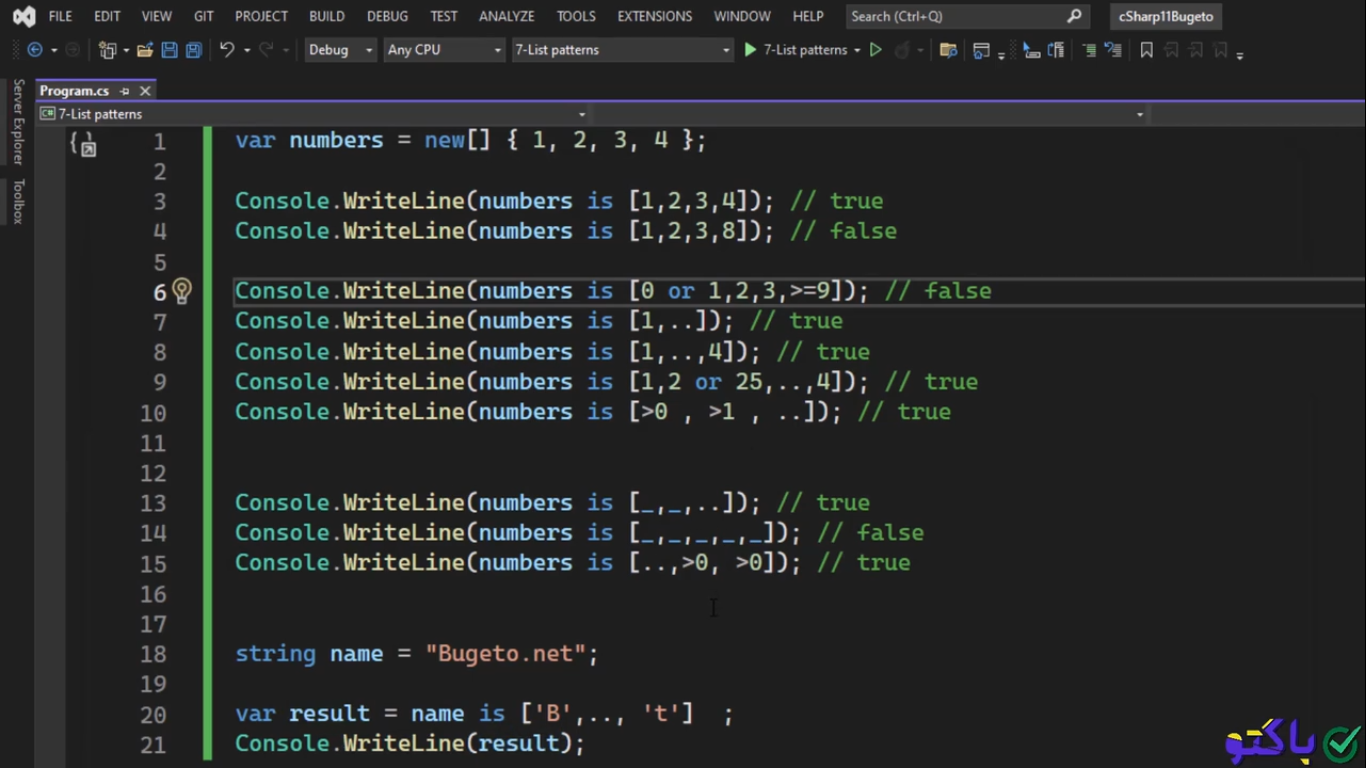 FILE EDIT VIEW GIT PROJECT BUILD DEBUG TEST ANALYZE TOOLS EXTENSIONS WINDOW HELP Search (Ctrl+Q) cSharp11Bugeto
Debug Any CPU 7-List patterns 7-List patterns
Server Explorer
Toolbox
Program.cs
C# 7-List patterns
1 var numbers = new[] { 1, 2, 3, 4 };
2
3 Console.WriteLine(numbers is [1,2,3,4]); // true
4 Console.WriteLine(numbers is [1,2,3,8]); // false
5
6 Console.WriteLine(numbers is [0 or 1,2,3,>=9]); // false
7 Console.WriteLine(numbers is [1,..]); // true
8 Console.WriteLine(numbers is [1,..,4]); // true
9 Console.WriteLine(numbers is [1,2 or 25,..,4]); // true
10 Console.WriteLine(numbers is [>0 , >1 , ..]); // true
11
12
13 Console.WriteLine(numbers is [_,_,..]); // true
14 Console.WriteLine(numbers is [_,_,_,_,_]); // false
15 Console.WriteLine(numbers is [..,>0, >0]); // true
16
17
18 string name = "Bugeto.net";
19
20 var result = name is ['B',.., 't'] ;
21 Console.WriteLine(result);
باگتو